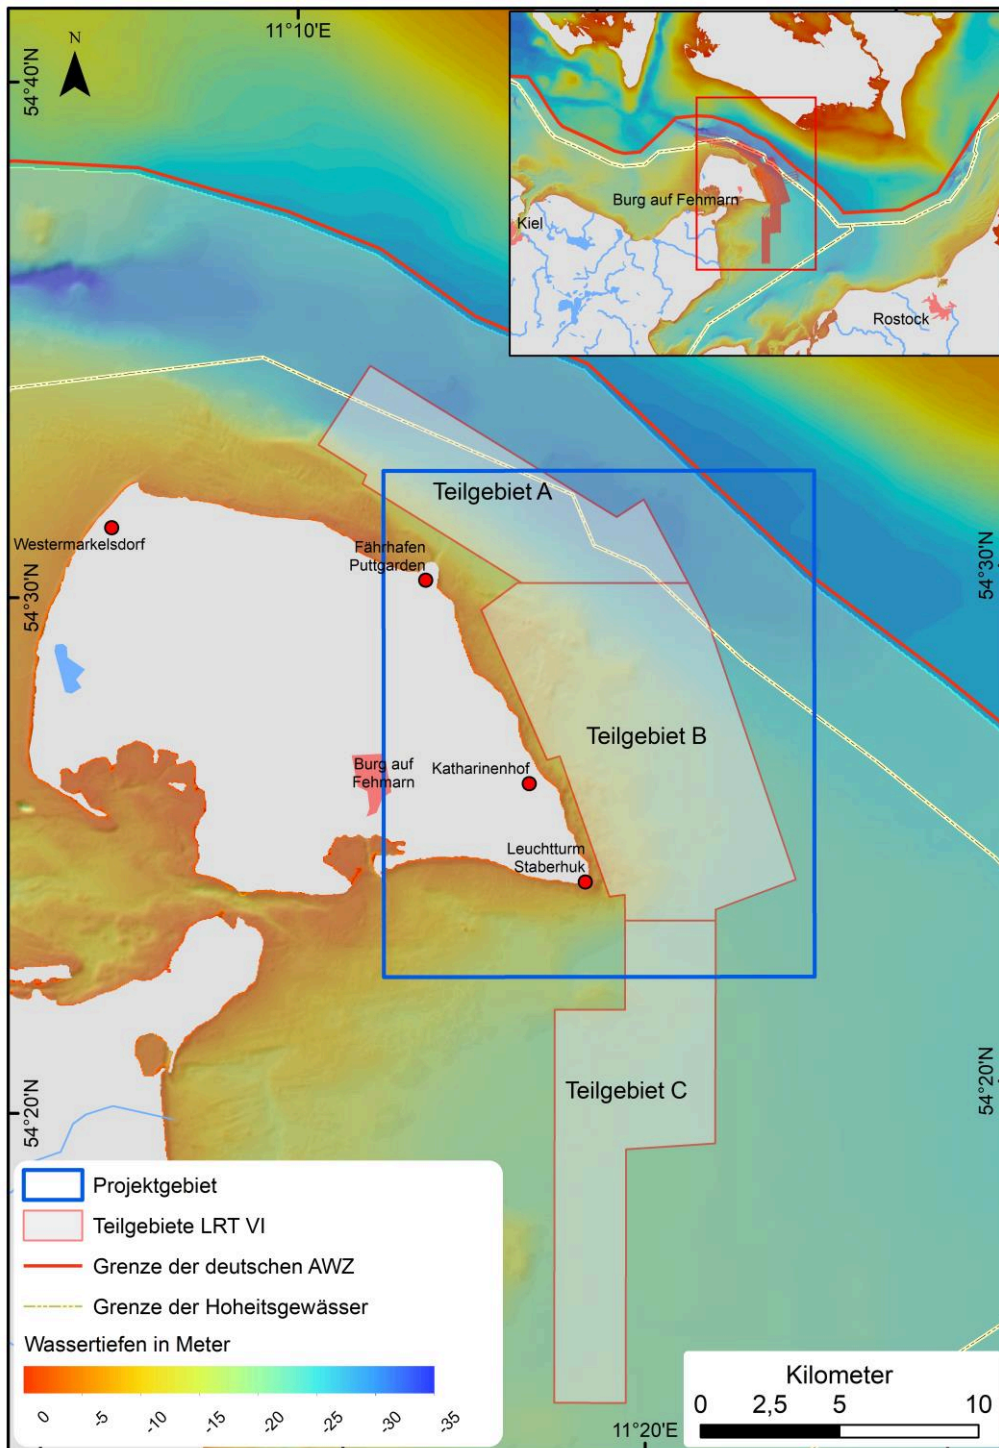 11°10'E
N
54°40'N
54°40'N
Burg auf Fehmarn
Kiel
Rostock
Teilgebiet A
Westermarkelsdorf
Fährhafen
Puttgarden
54°30'N
54°30'N
Teilgebiet B
Burg auf
Fehmarn
Katharinenhof
Leuchtturm
Staberhuk
Teilgebiet C
54°20'N
54°20'N
Projektgebiet
Teilgebiete LRT VI
Grenze der deutschen AWZ
Grenze der Hoheitsgewässer
Wassertiefen in Meter
0 -5 -10 -15 -20 -25 -30 -35
Kilometer
0 2,5 5 10
11°20'E